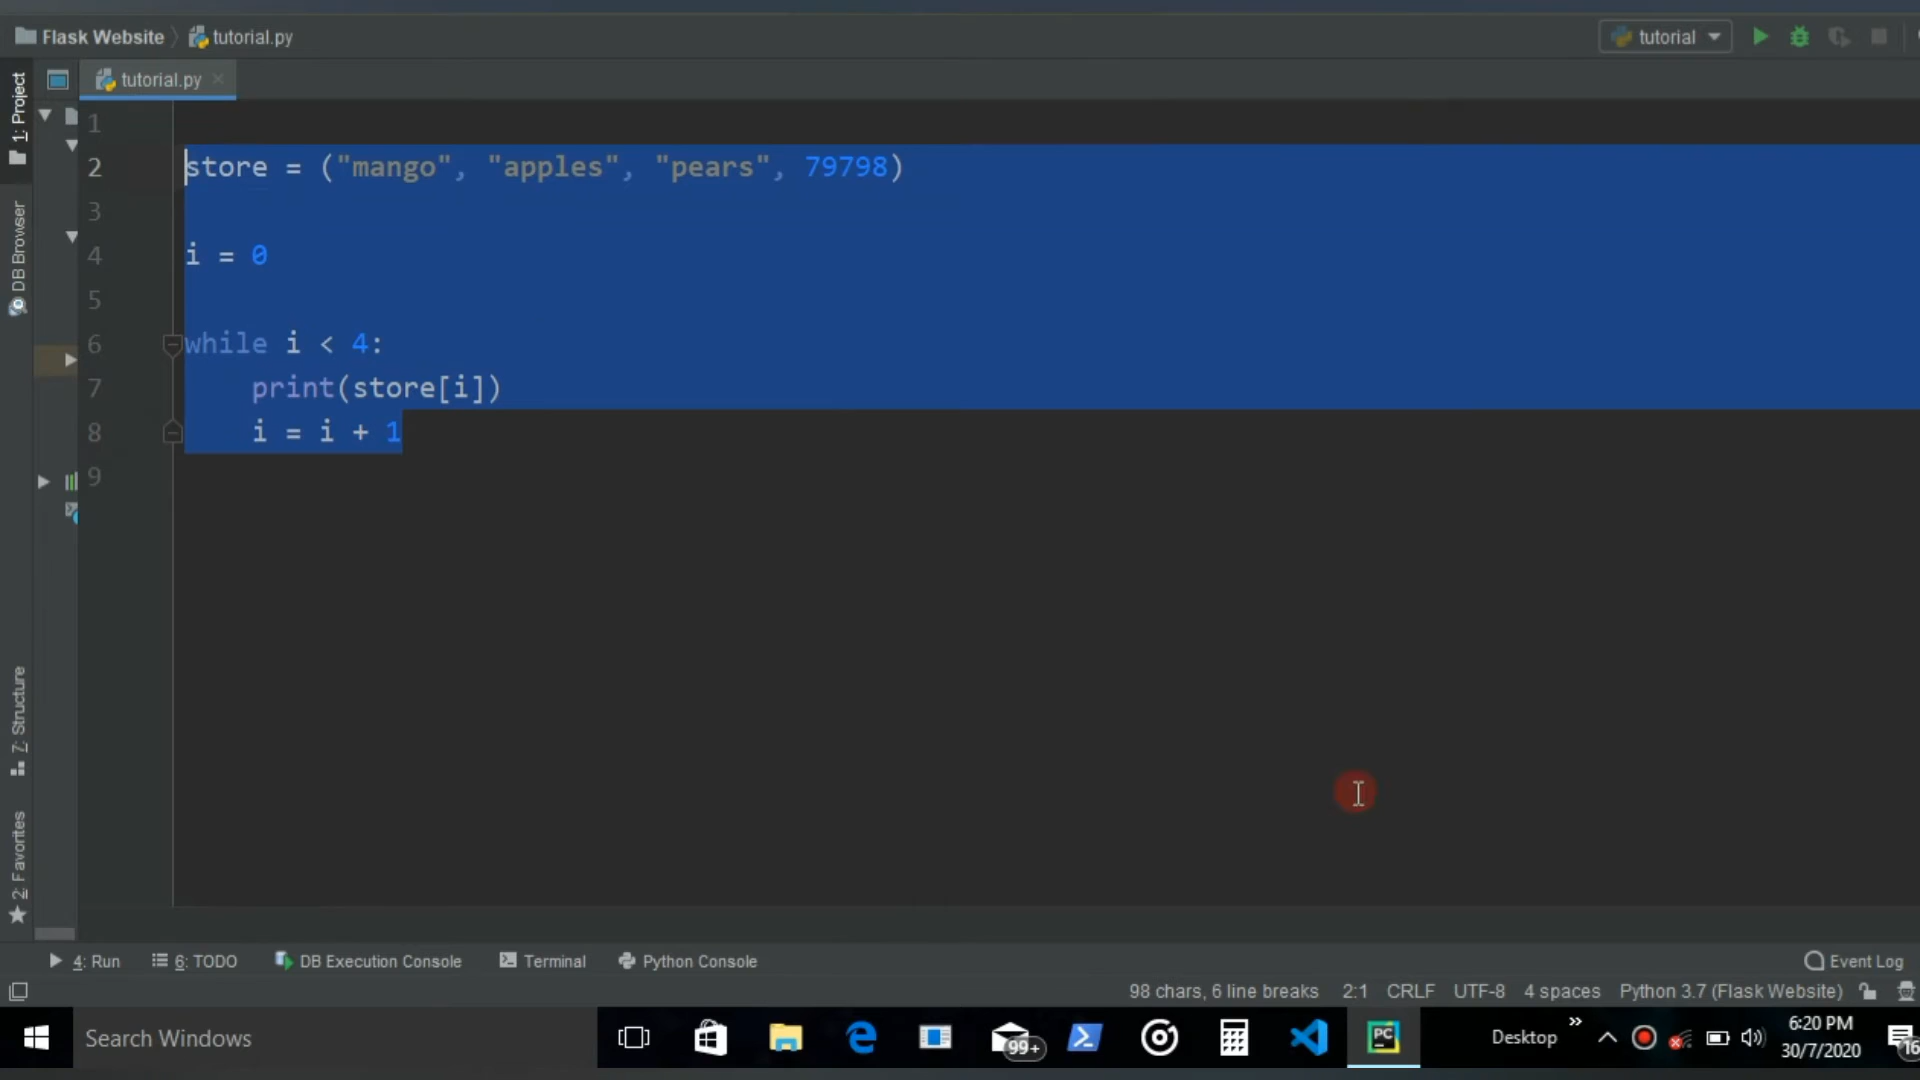 Flask Website tutorial.py tutorial
tutorial.py
1: Project
DB Browser
7: Structure
2: Favorites
1
2 store = ("mango", "apples", "pears", 79798)
3
4 i = 0
5
6 while i < 4:
7     print(store[i])
8     i = i + 1
9
4: Run 6: TODO DB Execution Console Terminal Python Console Event Log
98 chars, 6 line breaks 2:1 CRLF UTF-8 4 spaces Python 3.7 (Flask Website)
Search Windows 99+ PC Desktop » 6:20 PM
30/7/2020 16